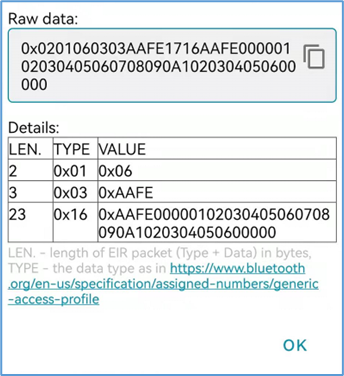 Raw data:
0x0201060303AAFE1716AAFE000001
02030405060708090A1020304050600
000
Details:
LEN. TYPE VALUE
2 0x01 0x06
3 0x03 0xAAFE
23 0x16 0xAAFE00000102030405060708
090A1020304050600000
LEN. - length of EIR packet (Type + Data) in bytes,
TYPE - the data type as in https://www.bluetooth
.org/en-us/specification/assigned-numbers/generic
-access-profile
OK